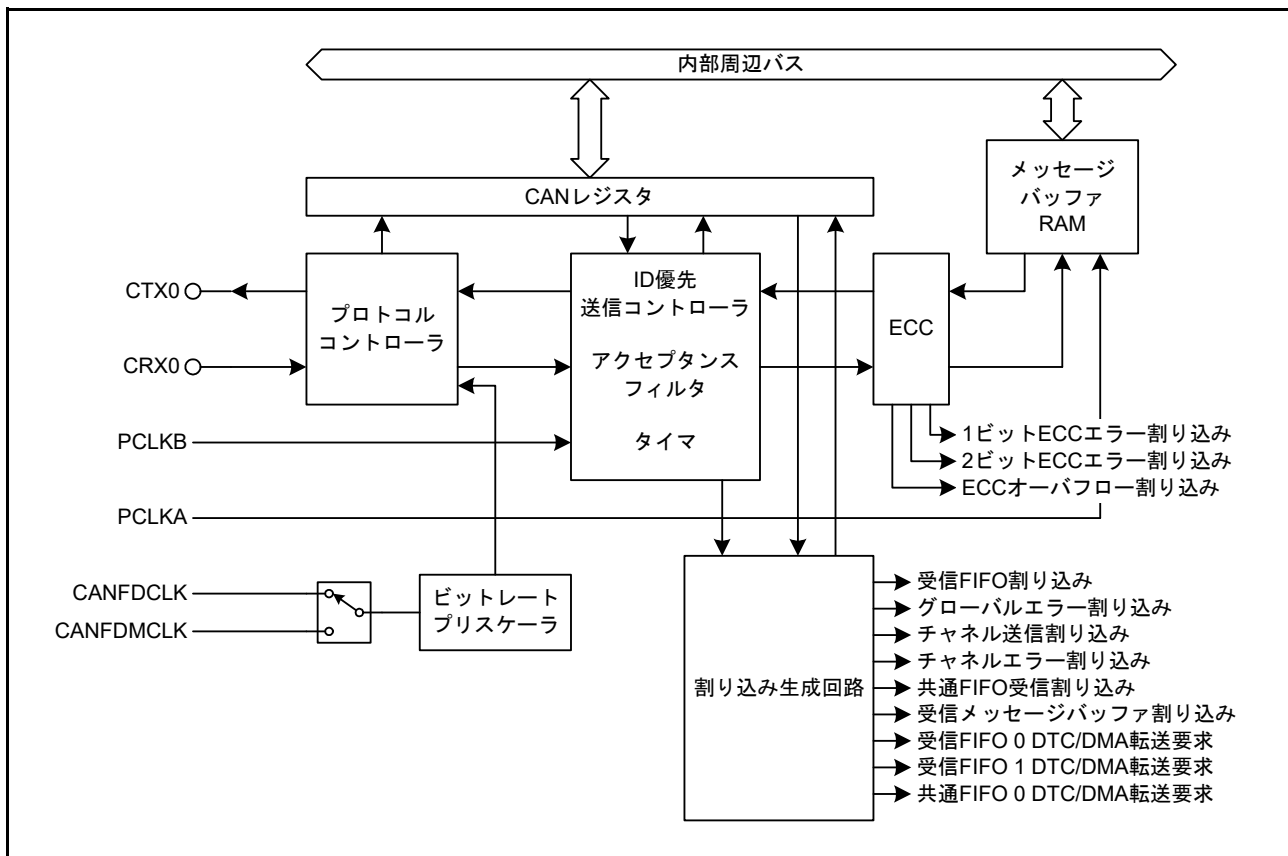 内部周辺バス
メッセージ
バッファ
RAM
CANレジスタ
CTX0
CRX0
プロトコル
コントローラ
ID優先
送信コントローラ
アクセプタンス
フィルタ
タイマ
ECC
PCLKB
1ビットECCエラー割り込み
2ビットECCエラー割り込み
ECCオーバフロー割り込み
PCLKA
CANFDCLK
CANFDMCLK
ビットレート
プリスケーラ
割り込み生成回路
受信FIFO割り込み
グローバルエラー割り込み
チャネル送信割り込み
チャネルエラー割り込み
共通FIFO受信割り込み
受信メッセージバッファ割り込み
受信FIFO 0 DTC/DMA転送要求
受信FIFO 1 DTC/DMA転送要求
共通FIFO 0 DTC/DMA転送要求